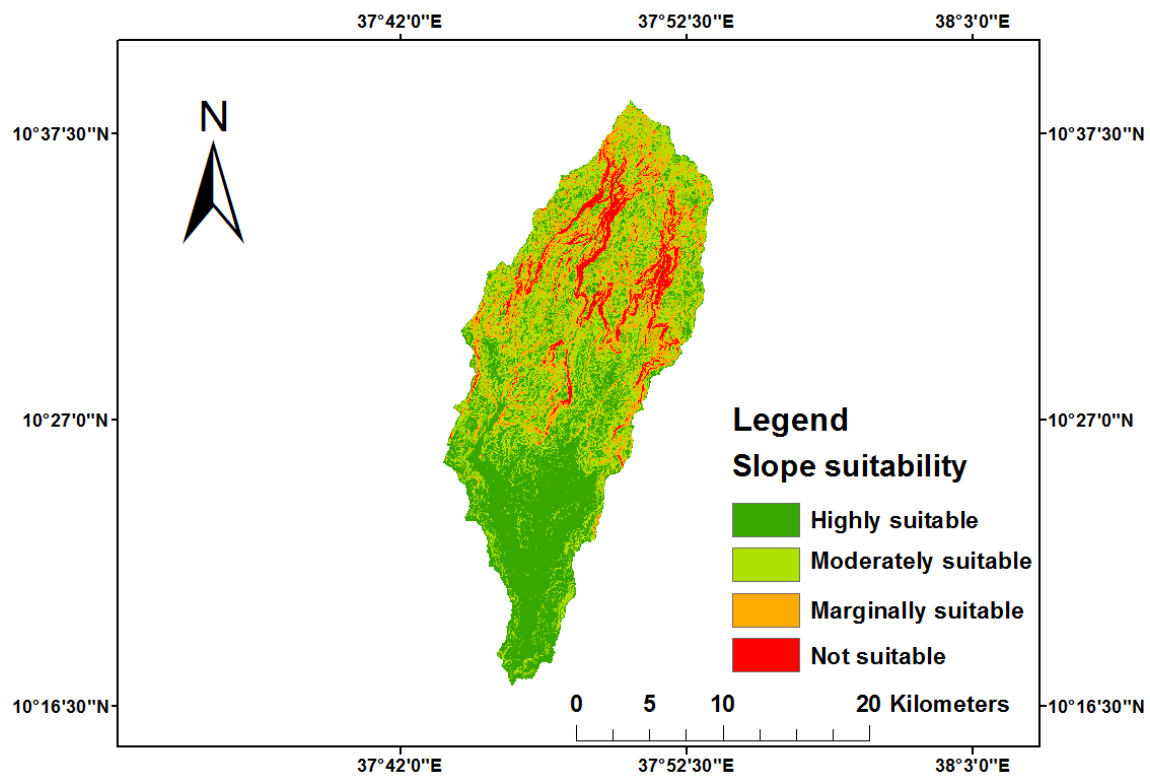 37°42'0"E 37°52'30"E 38°3'0"E
N
10°37'30"N 10°37'30"N
10°27'0"N 10°27'0"N
Legend
Slope suitability
Highly suitable
Moderately suitable
Marginally suitable
Not suitable
0 5 10 20 Kilometers
10°16'30"N 10°16'30"N
37°42'0"E 37°52'30"E 38°3'0"E